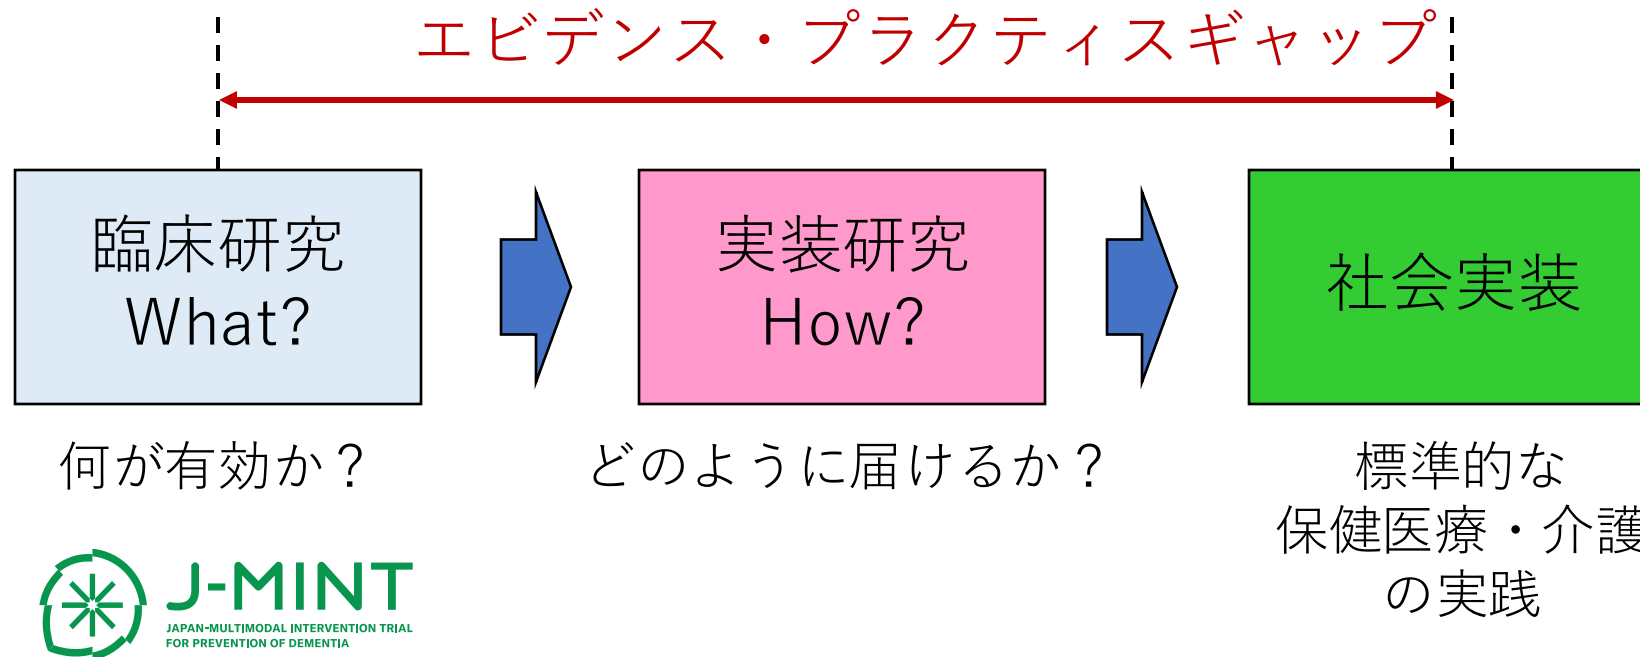 エビデンス・プラクティスギャップ
臨床研究
What?
実装研究
How?
社会実装
何が有効か？
どのように届けるか？
標準的な
保健医療・介護
の実践
J-MINT
JAPAN-MULTIMODAL INTERVENTION TRIAL
FOR PREVENTION OF DEMENTIA